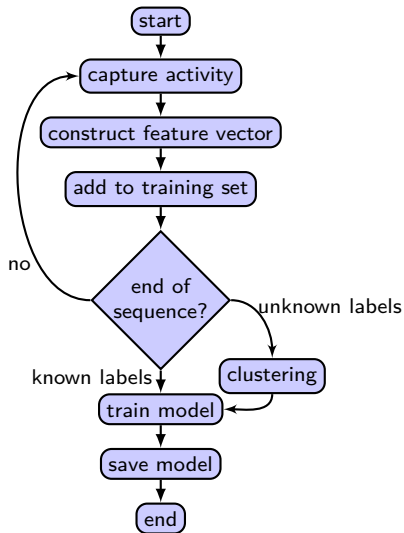 start
capture activity
construct feature vector
add to training set
end of
sequence?
no
unknown labels
known labels
clustering
train model
save model
end